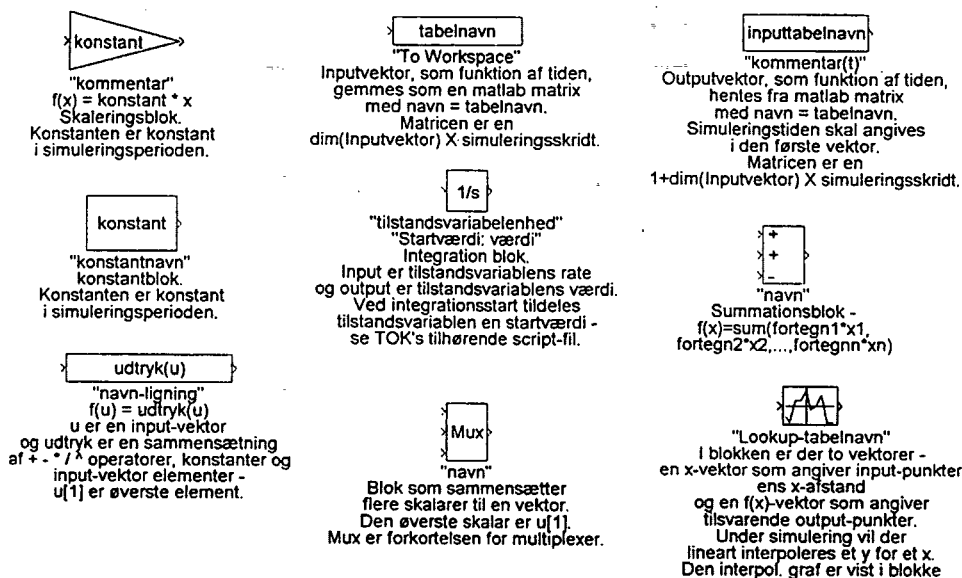 konstant
"kommentar"
f(x) = konstant * x
Skaleringsblok.
Konstanten er konstant
i simuleringsperioden.
tabelnavn
"To Workspace"
Inputvektor, som funktion af tiden,
gemmes som en matlab matrix
med navn = tabelnavn.
Matricen er en
dim(Inputvektor) X simuleringsskridt.
inputtabelnavn
"kommentar(t)"
Outputvektor, som funktion af tiden,
hentes fra matlab matrix
med navn = tabelnavn.
Simuleringstiden skal angives
i den første vektor.
Matricen er en
1+dim(Inputvektor) X simuleringsskridt.
konstant
"konstantnavn"
konstantblok.
Konstanten er konstant
i simuleringsperioden.
1/s
"tilstandsvariabelenhed"
"Startværdi: værdi"
Integration blok.
Input er tilstandsvariablens rate
og output er tilstandsvariablens værdi.
Ved integrationsstart tildeles
tilstandsvariablen en startværdi -
se TOK's tilhørende script-fil.
+
+
-
"navn"
Summationsblok -
f(x)=sum(fortegn1*x1,
fortegn2*x2,...,fortegnn*xn)
udtryk(u)
"navn-ligning"
f(u) = udtryk(u)
u er en input-vektor
og udtryk er en sammensætning
af + - * / ^ operatorer, konstanter og
input-vektor elementer -
u[1] er øverste element.
Mux
"navn"
Blok som sammensætter
flere skalarer til en vektor.
Den øverste skalar er u[1].
Mux er forkortelsen for multiplexer.
"Lookup-tabelnavn"
I blokken er der to vektorer -
en x-vektor som angiver input-punkter
ens x-afstand
og en f(x)-vektor som angiver
tilsvarende output-punkter.
Under simulering vil der
lineart interpoleres et y for et x.
Den interpol. graf er vist i blokke